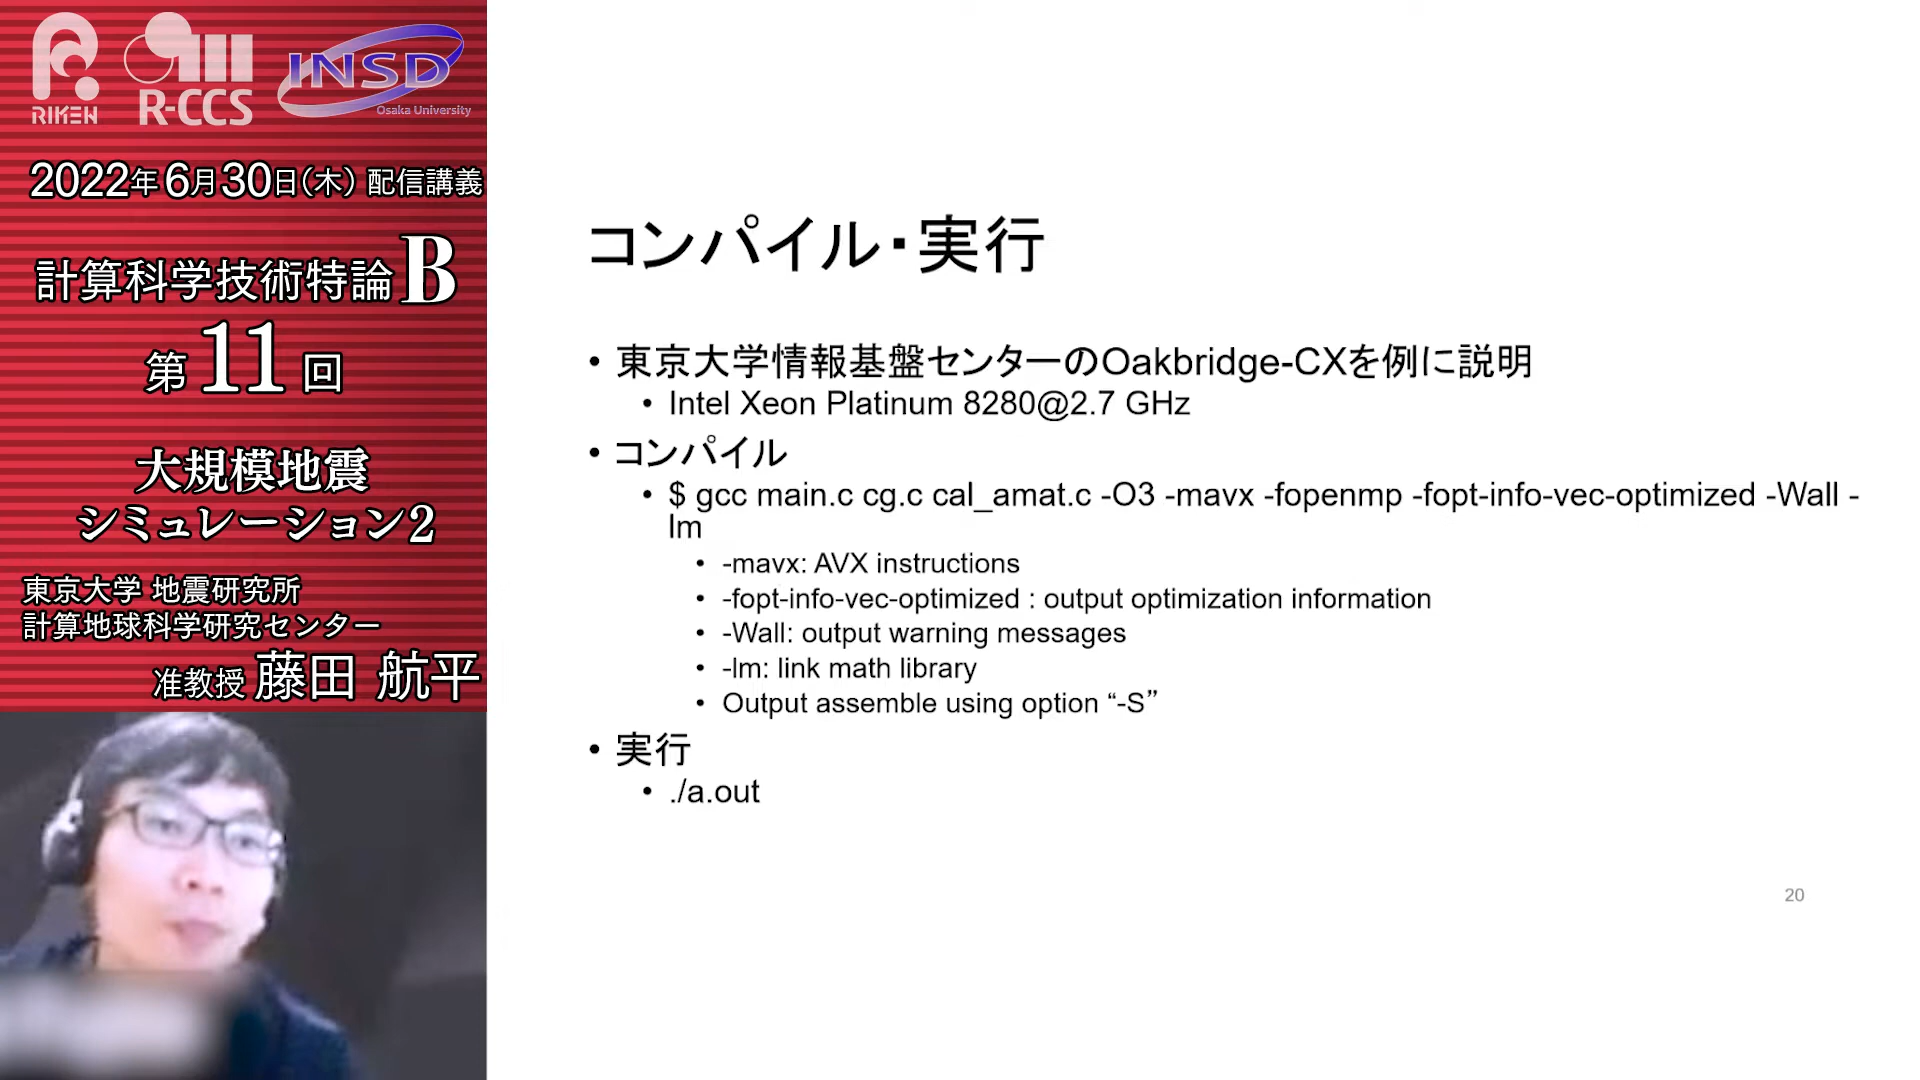 RIKEN
R-CCS
INSD
Osaka University
2022年6月30日(木) 配信講義
計算科学技術特論B
第11回
大規模地震
シミュレーション2
東京大学 地震研究所
計算地球科学研究センター
准教授 藤田 航平
コンパイル・実行
• 東京大学情報基盤センターのOakbridge-CXを例に説明
• Intel Xeon Platinum 8280@2.7 GHz
• コンパイル
• $ gcc main.c cg.c cal_amat.c -O3 -mavx -fopenmp -fopt-info-vec-optimized -Wall -
lm
• -mavx: AVX instructions
• -fopt-info-vec-optimized : output optimization information
• -Wall: output warning messages
• -lm: link math library
• Output assemble using option “-S”
• 実行
• ./a.out
20